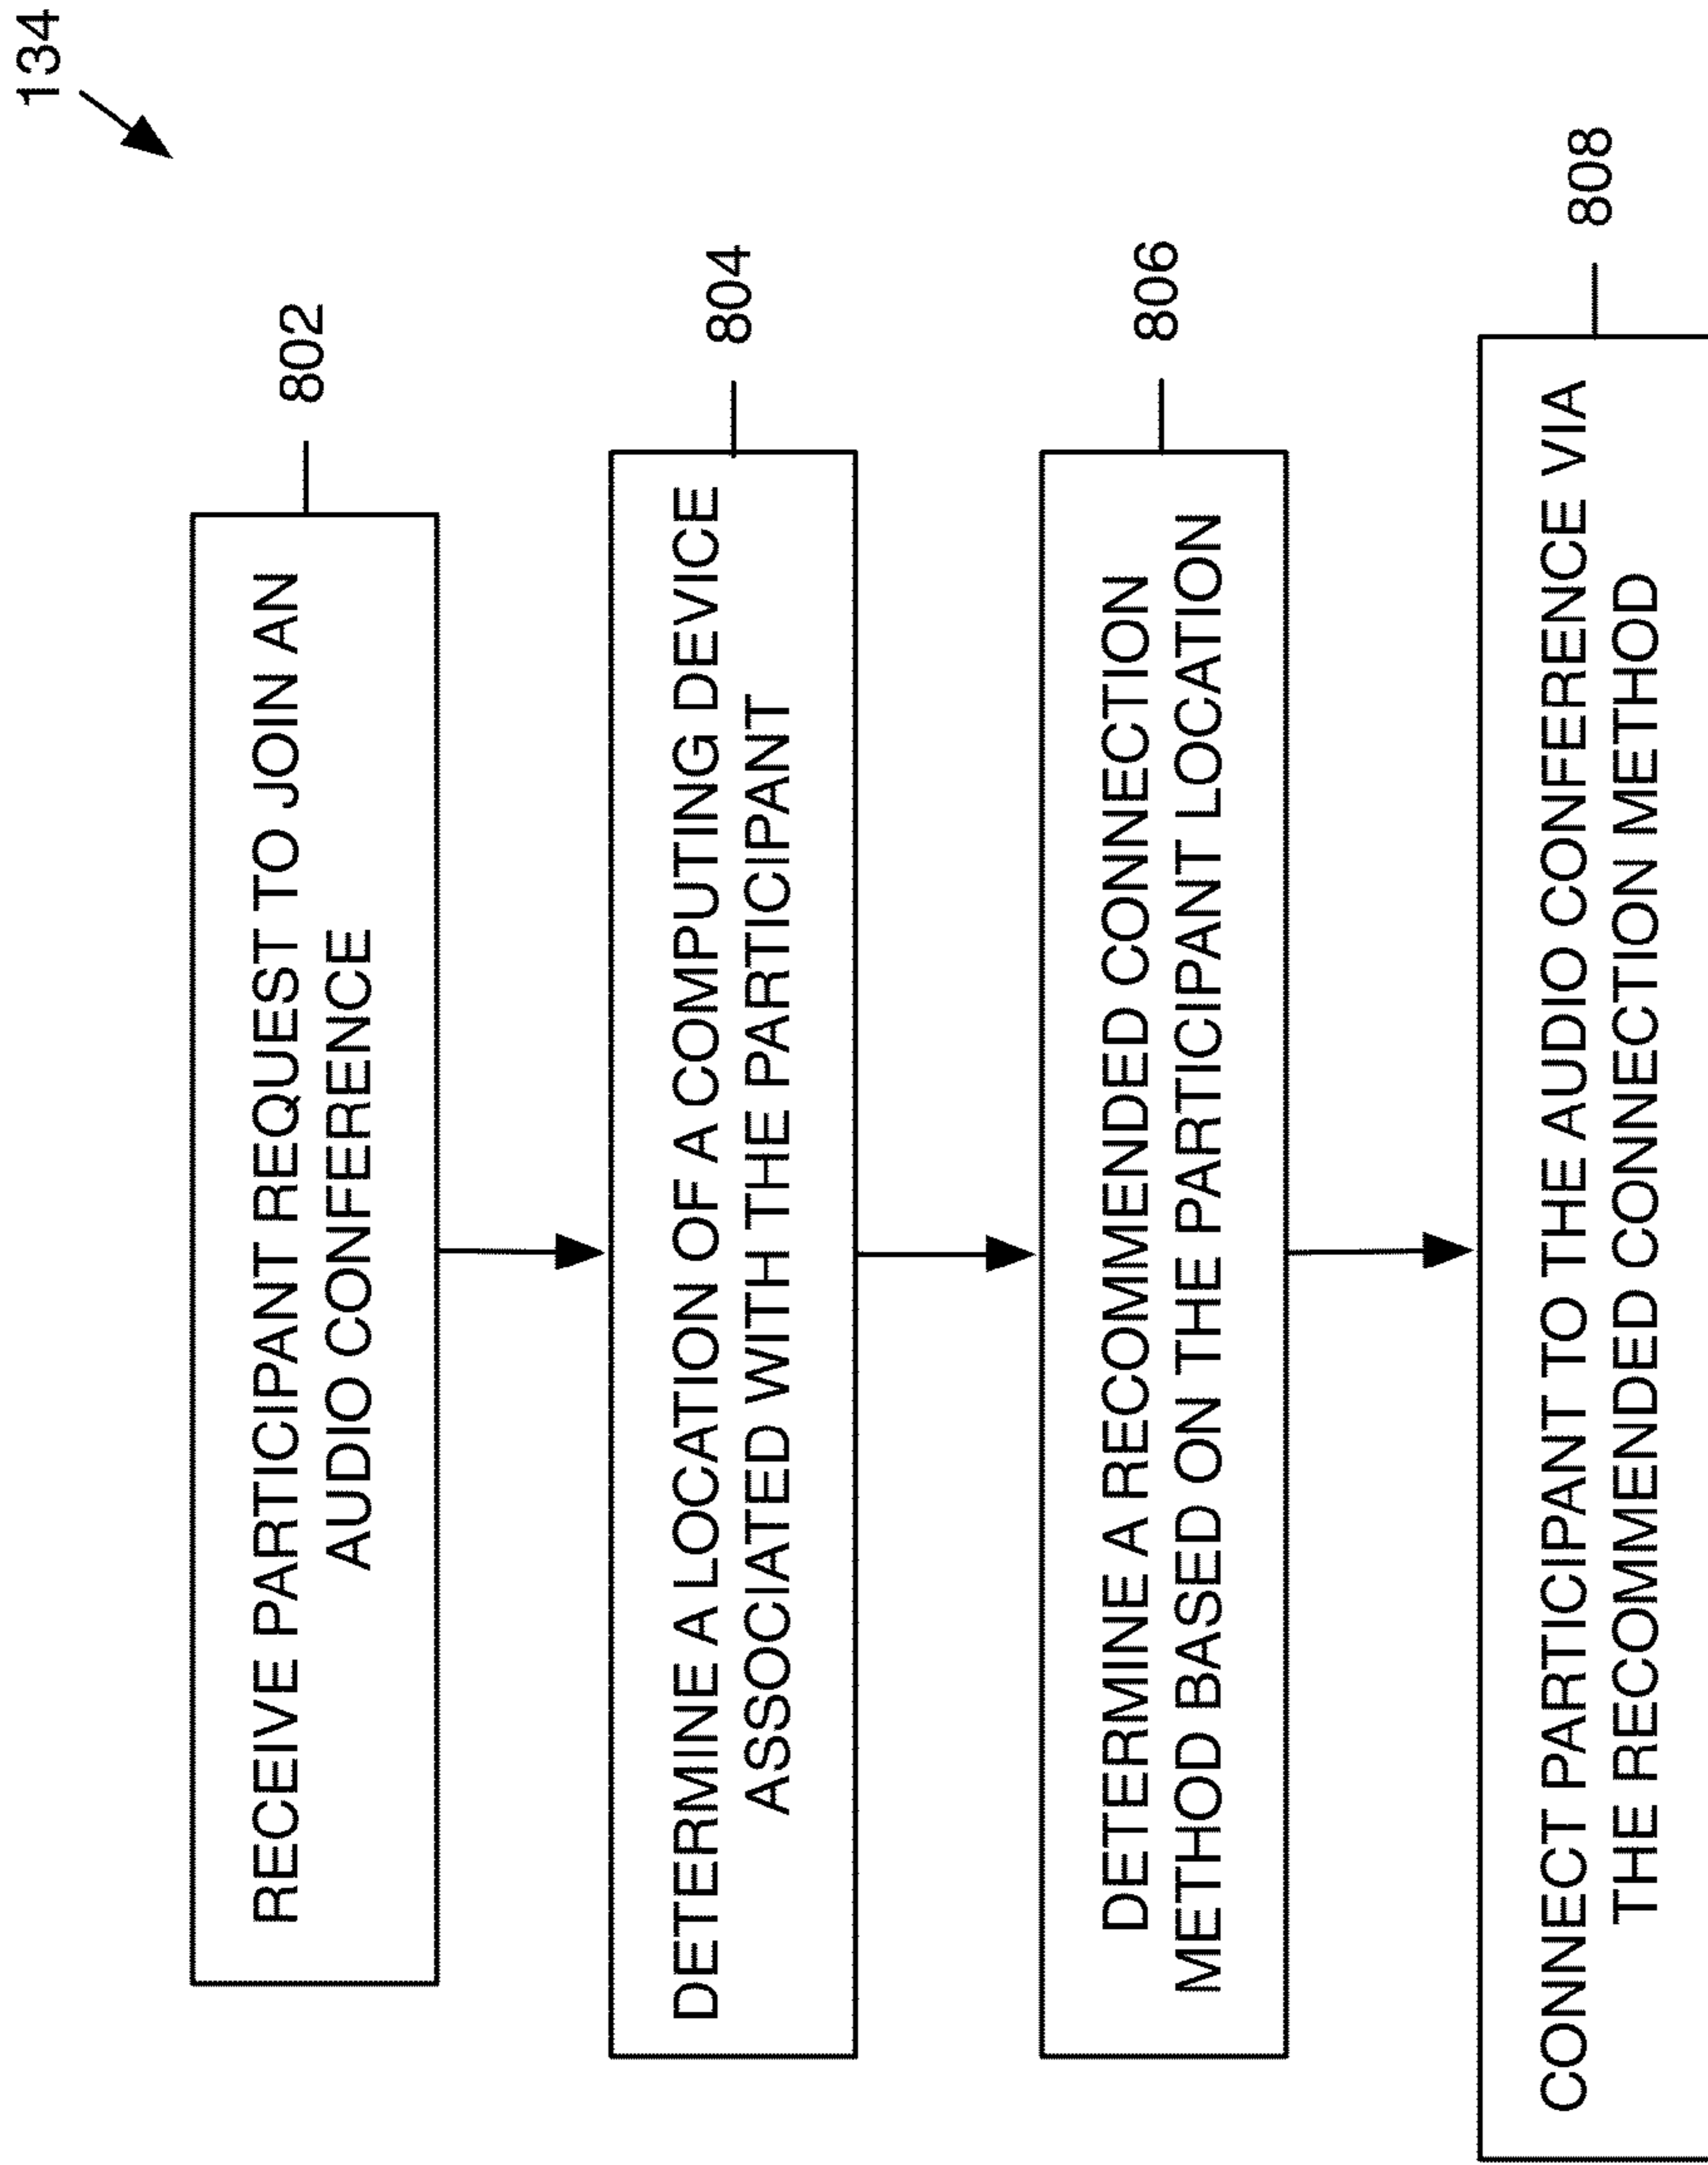 134
RECEIVE PARTICIPANT REQUEST TO JOIN AN
AUDIO CONFERENCE
802
DETERMINE A LOCATION OF A COMPUTING DEVICE
ASSOCIATED WITH THE PARTICIPANT
804
DETERMINE A RECOMMENDED CONNECTION
METHOD BASED ON THE PARTICIPANT LOCATION
806
CONNECT PARTICIPANT TO THE AUDIO CONFERENCE VIA
THE RECOMMENDED CONNECTION METHOD
808